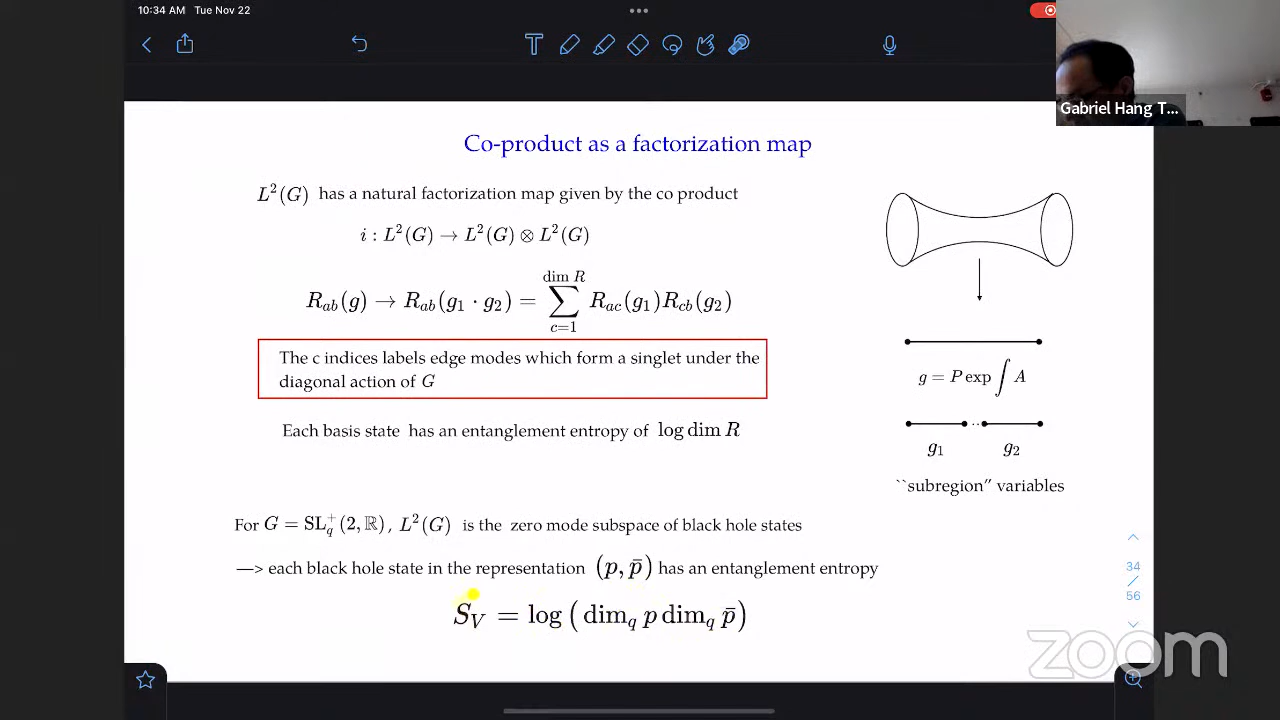 10:34 AM Tue Nov 22
Gabriel Hang T...
Co-product as a factorization map
L²(G) has a natural factorization map given by the co product
i : L²(G) → L²(G) ⊗ L²(G)
R_ab(g) → R_ab(g₁ · g₂) = ∑_{c=1}^{dim R} R_ac(g₁)R_cb(g₂)
The c indices labels edge modes which form a singlet under the
diagonal action of G
Each basis state has an entanglement entropy of log dim R
g = P exp ∫ A
g₁ g₂
``subregion” variables
For G = SL_q^+(2, ℝ), L²(G) is the zero mode subspace of black hole states
—> each black hole state in the representation (p, p̄) has an entanglement entropy
S_V = log ( dim_q p dim_q p̄)
34
/
56
zoom